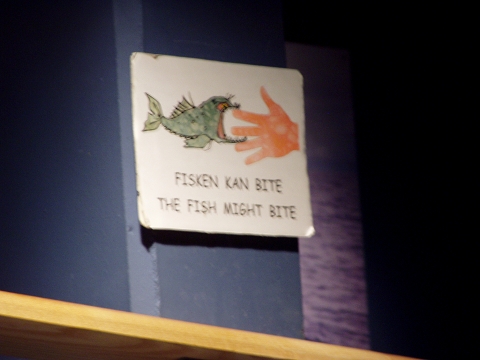 FISKEN KAN BITE
THE FISH MIGHT BITE